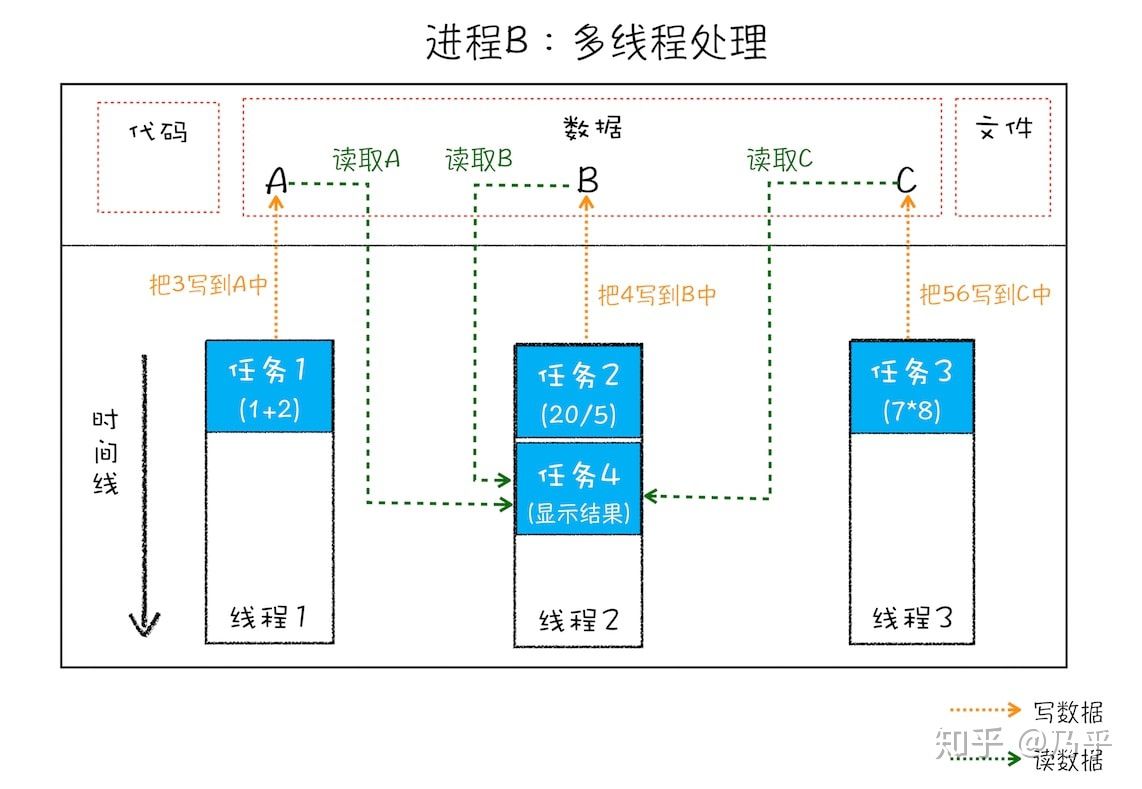 进程B：多线程处理
代码
数据
文件
读取A
读取B
读取C
A
B
C
把3写到A中
把4写到B中
把56写到C中
时间线
任务1
(1+2)
任务2
(20/5)
任务3
(7*8)
任务4
(显示结果)
线程1
线程2
线程3
写数据
知乎 @乃平
读数据